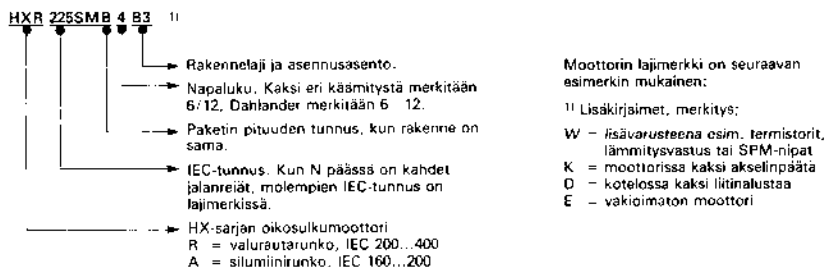 HXR 225SMB 4 B3 1)
Rakennelaji ja asennusasento.
Napaluku. Kaksi eri käämitystä merkitään
6/12, Dahlander merkitään 6 – 12.
Paketin pituuden tunnus, kun rakenne on
sama.
IEC-tunnus. Kun N päässä on kahdet
jalanreiät, molempien IEC-tunnus on
lajimerkissä.
HX-sarjan oikosulkumoottori
R = valurautarunko, IEC 200...400
A = silumiinirunko, IEC 160...200
Moottorin lajimerkki on seuraavan
esimerkin mukainen:
1) Lisäkirjaimet, merkitys:
W – lisävarusteena esim. termistorit,
lämmitysvastus tai SPM-nipat
K = moottorissa kaksi akselinpäätä
D – kotelossa kaksi liitinalustaa
E – vakioimaton moottori